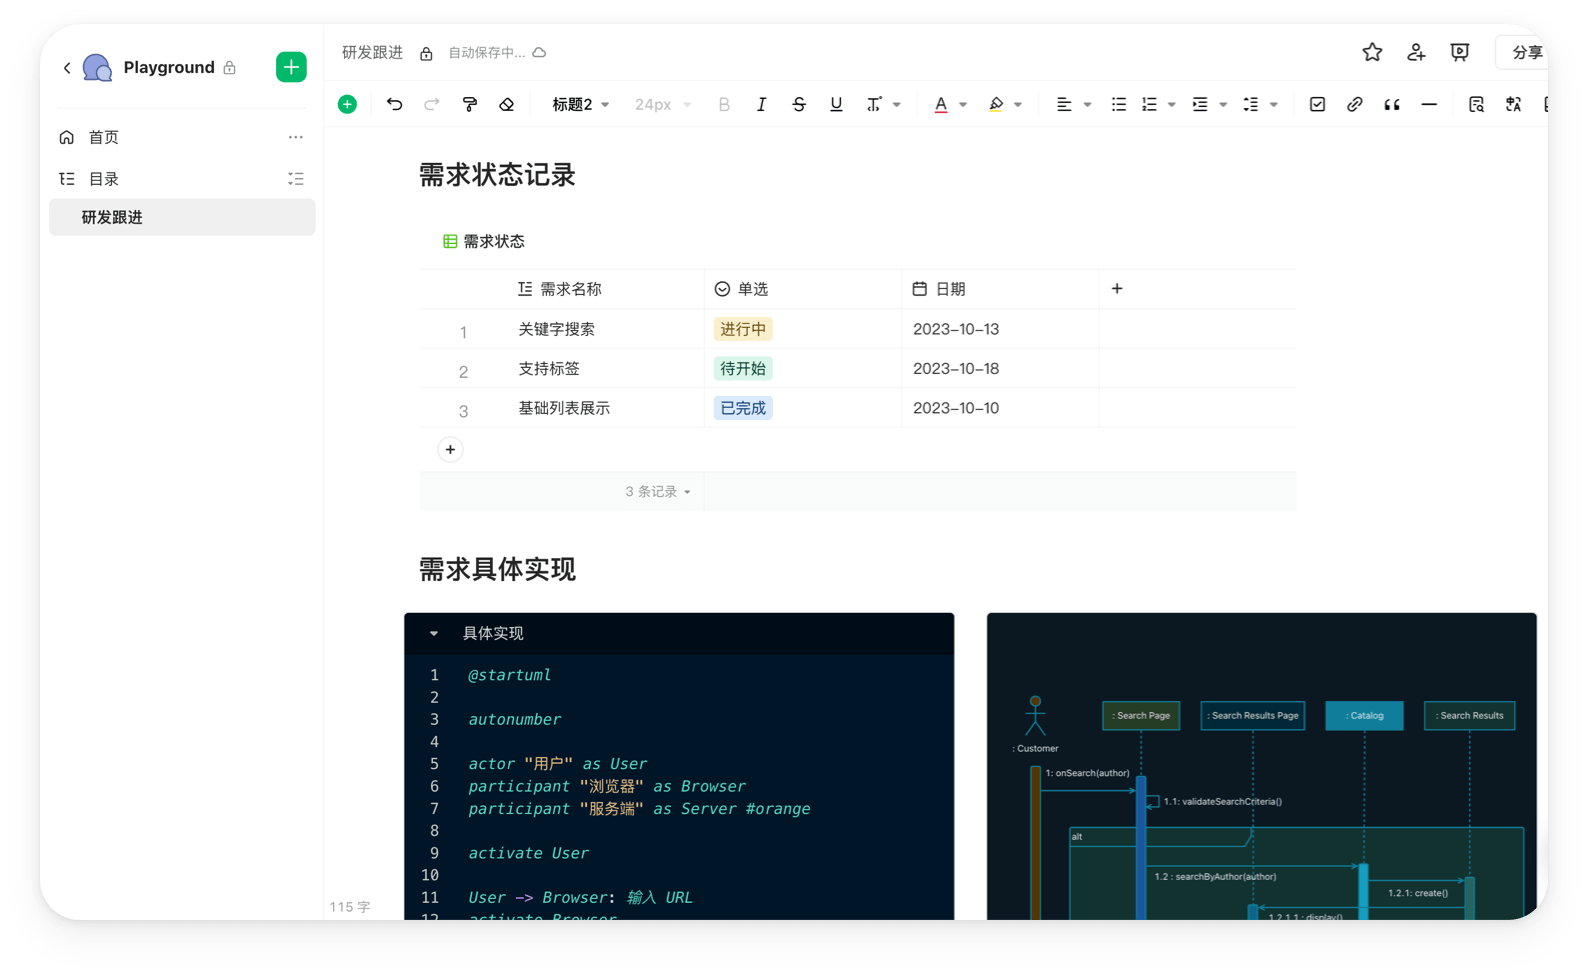 Playground
首页
目录
研发跟进
研发跟进 自动保存中...
分享
标题2 24px B I S U T A
需求状态记录
需求状态
需求名称 单选 日期
1 关键字搜索 进行中 2023-10-13
2 支持标签 待开始 2023-10-18
3 基础列表展示 已完成 2023-10-10
3 条记录
需求具体实现
具体实现
1 @startuml
2
3 autonumber
4
5 actor "用户" as User
6 participant "浏览器" as Browser
7 participant "服务端" as Server #orange
8
9 activate User
10
11 User -> Browser: 输入 URL
12 activate Browser
115 字
: Customer
: Search Page
: Search Results Page
: Catalog
: Search Results
1: onSearch(author)
1.1: validateSearchCriteria()
alt
1.2 : searchByAuthor(author)
1.2.1: create()
1.2.1.1 : display()